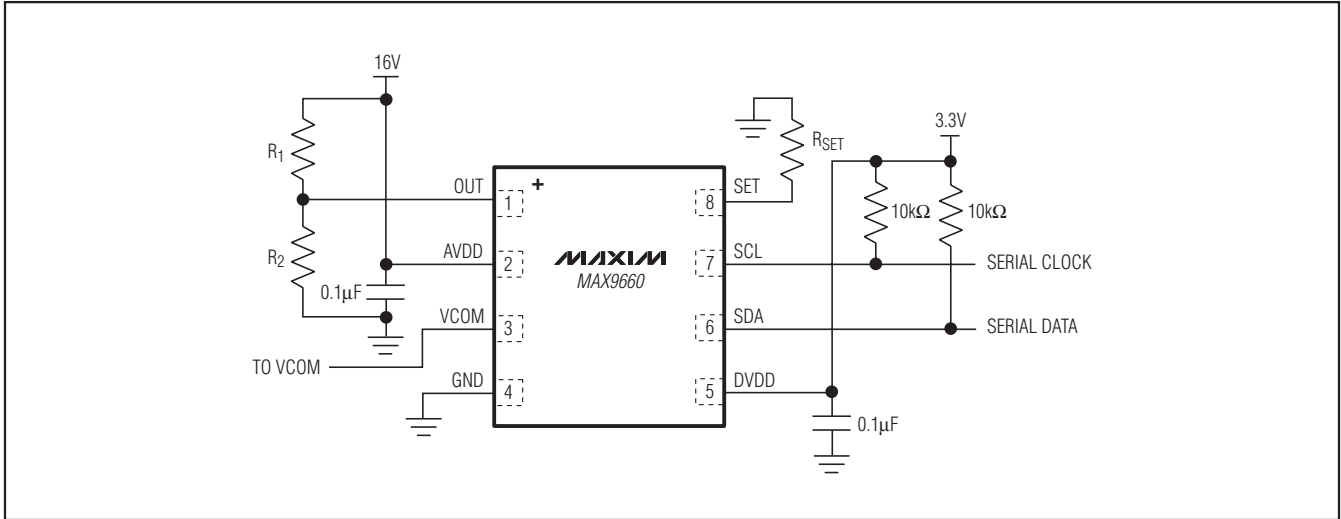 16V
R1
R2
0.1µF
TO VCOM
OUT
AVDD
VCOM
GND
1
2
3
4
+
MAXIM
MAX9660
8
7
6
5
SET
SCL
SDA
DVDD
RSET
3.3V
10kΩ
10kΩ
SERIAL CLOCK
SERIAL DATA
0.1µF